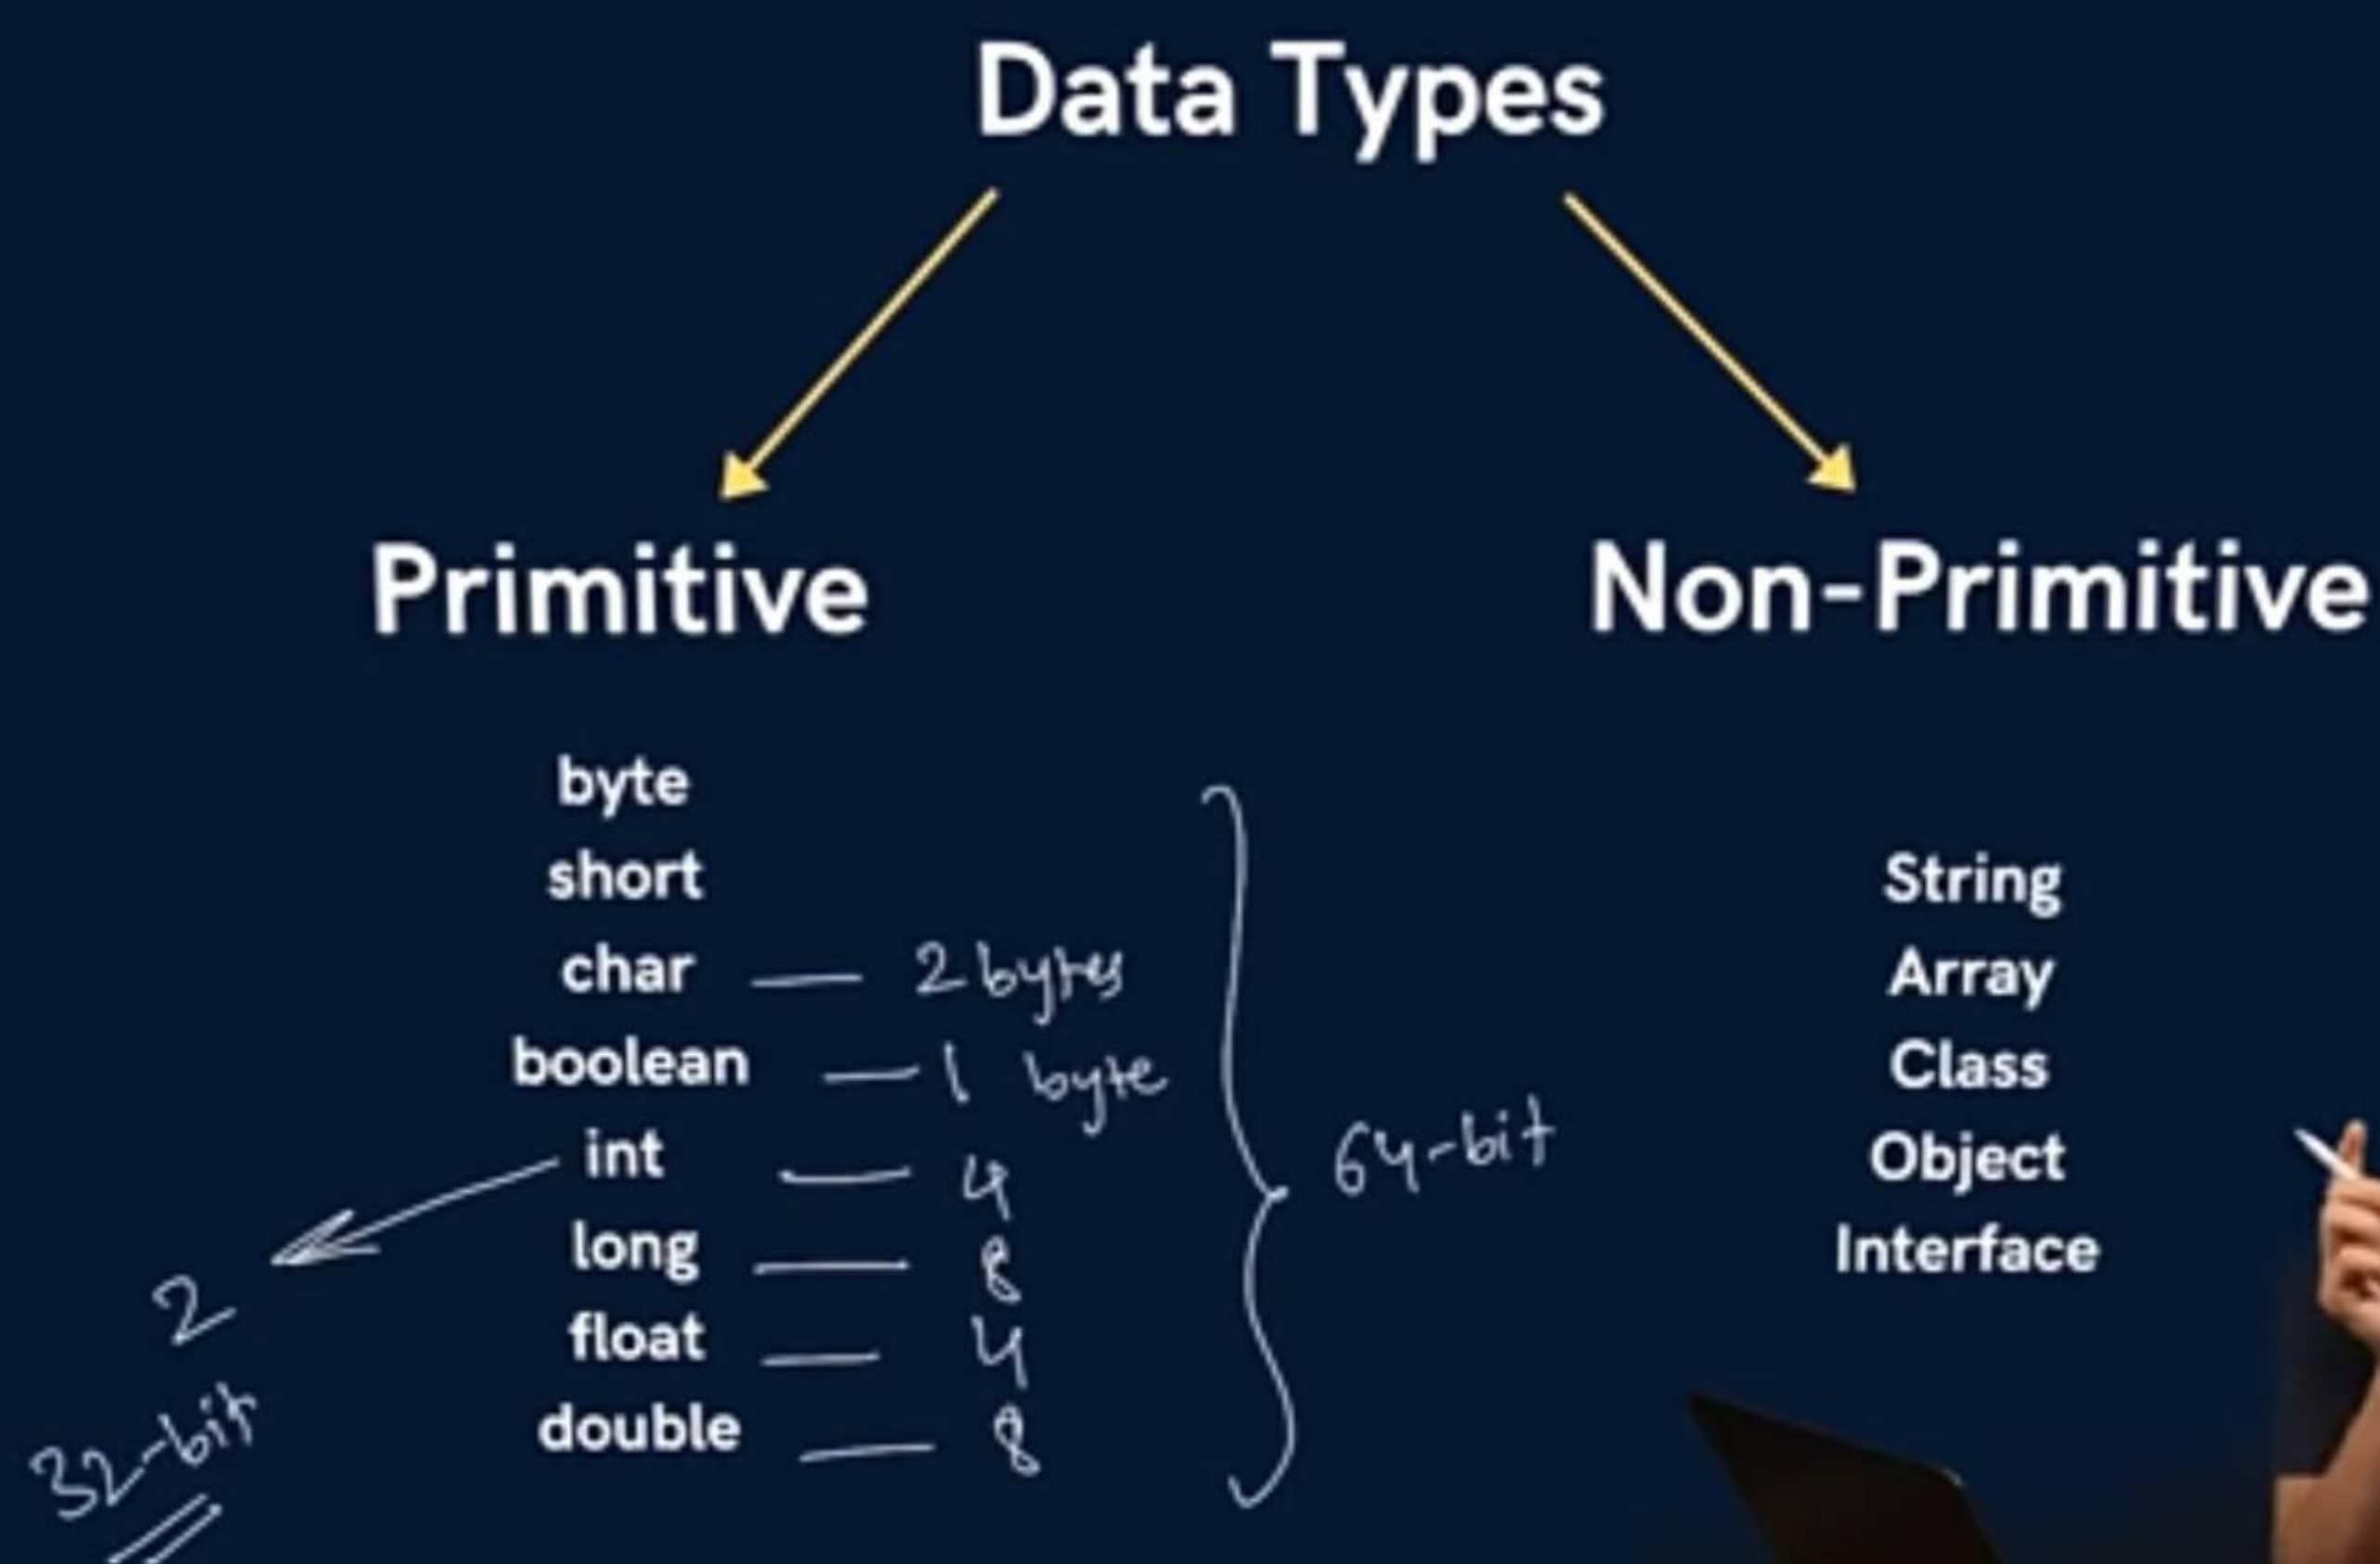 Data Types
Primitive
Non-Primitive
byte
short
char — 2 bytes
boolean — 1 byte
int — 4
long — 8
float — 4
double — 8
64-bit
2
32-bit
String
Array
Class
Object
Interface